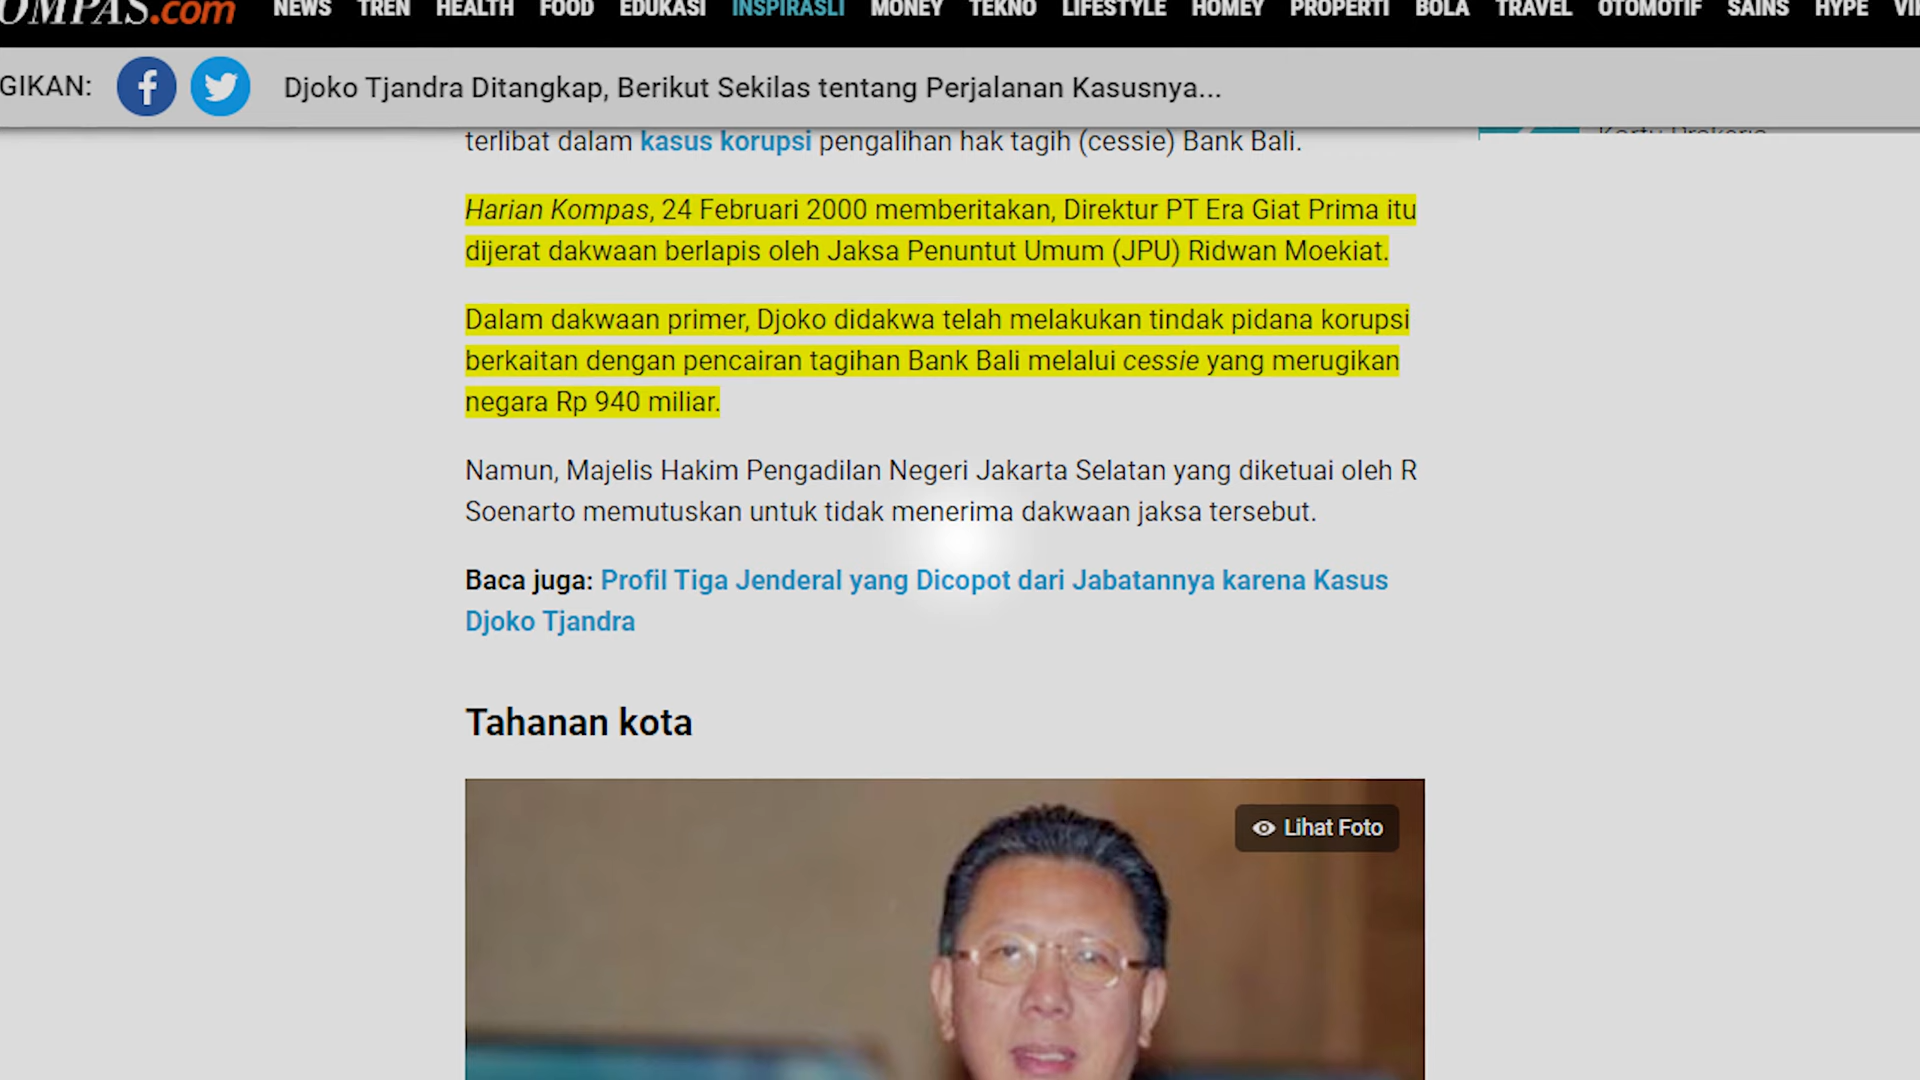 OMPAS.com
NEWS TREN HEALTH FOOD EDUKASI INSPIRASLI MONEY TEKNO LIFESTYLE HOMEY PROPERTI BOLA TRAVEL OTOMOTIF SAINS HYPE
GIKAN:
Djoko Tjandra Ditangkap, Berikut Sekilas tentang Perjalanan Kasusnya...
terlibat dalam kasus korupsi pengalihan hak tagih (cessie) Bank Bali.
Harian Kompas, 24 Februari 2000 memberitakan, Direktur PT Era Giat Prima itu
dijerat dakwaan berlapis oleh Jaksa Penuntut Umum (JPU) Ridwan Moekiat.
Dalam dakwaan primer, Djoko didakwa telah melakukan tindak pidana korupsi
berkaitan dengan pencairan tagihan Bank Bali melalui cessie yang merugikan
negara Rp 940 miliar.
Namun, Majelis Hakim Pengadilan Negeri Jakarta Selatan yang diketuai oleh R
Soenarto memutuskan untuk tidak menerima dakwaan jaksa tersebut.
Baca juga: Profil Tiga Jenderal yang Dicopot dari Jabatannya karena Kasus
Djoko Tjandra
Tahanan kota
Lihat Foto